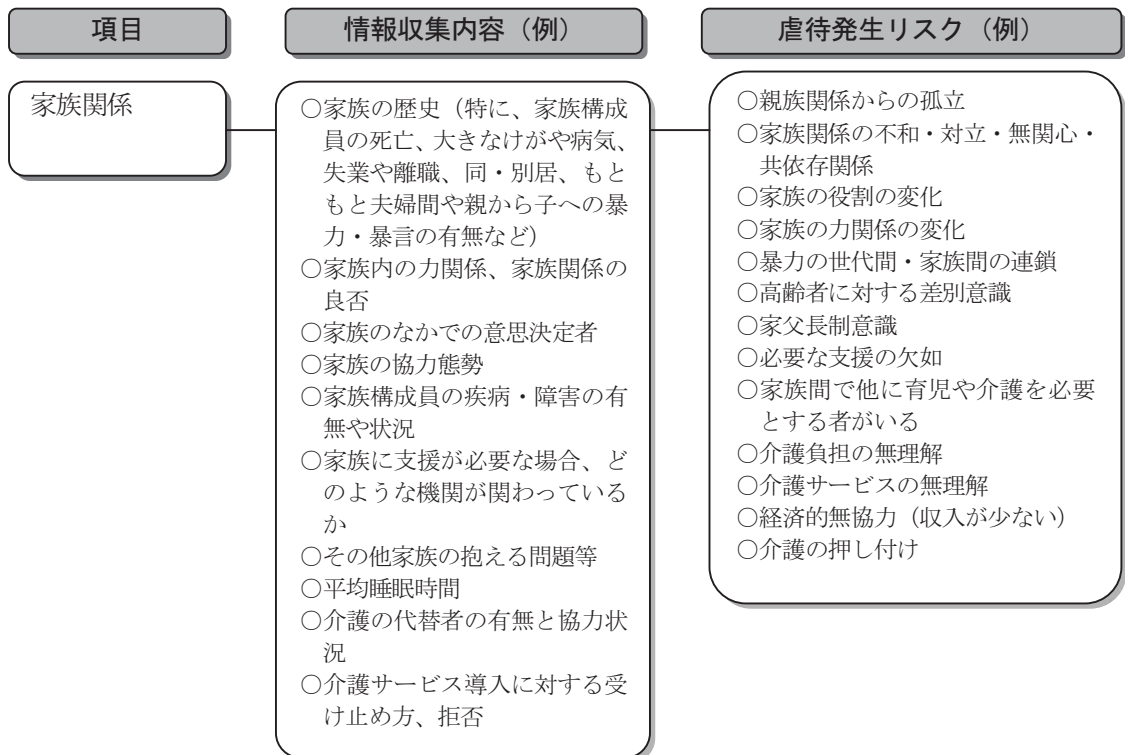 項目
情報収集内容（例）
虐待発生リスク（例）
家族関係
○家族の歴史（特に、家族構成
員の死亡、大きなけがや病気、
失業や離職、同・別居、もと
もと夫婦間や親から子への暴
力・暴言の有無など）
○家族内の力関係、家族関係の
良否
○家族のなかでの意思決定者
○家族の協力態勢
○家族構成員の疾病・障害の有
無や状況
○家族に支援が必要な場合、ど
のような機関が関わっている
か
○その他家族の抱える問題等
○平均睡眠時間
○介護の代替者の有無と協力状
況
○介護サービス導入に対する受
け止め方、拒否
○親族関係からの孤立
○家族関係の不和・対立・無関心・
共依存関係
○家族の役割の変化
○家族の力関係の変化
○暴力の世代間・家族間の連鎖
○高齢者に対する差別意識
○家父長制意識
○必要な支援の欠如
○家族間で他に育児や介護を必要
とする者がいる
○介護負担の無理解
○介護サービスの無理解
○経済的無協力（収入が少ない）
○介護の押し付け